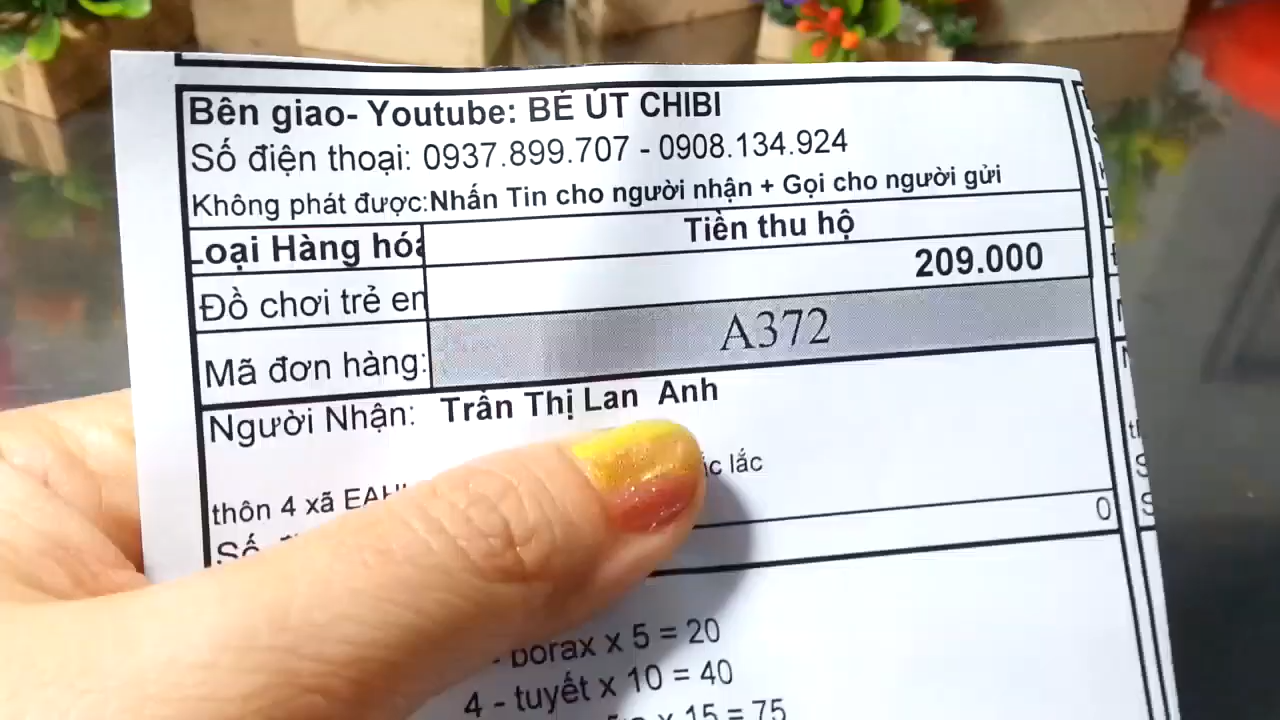 Bên giao- Youtube: BÉ ÚT CHIBI
Số điện thoại: 0937.899.707 - 0908.134.924
Không phát được:Nhấn Tin cho người nhận + Gọi cho người gửi
Loại Hàng hóa
Tiền thu hộ
Đồ chơi trẻ em
209.000
Mã đơn hàng:
A372
Người Nhận: Trần Thị Lan Anh
thôn 4 xã lắc
Số
0
- borax x 5 = 20
4 - tuyết x 10 = 40
x 15 = 75